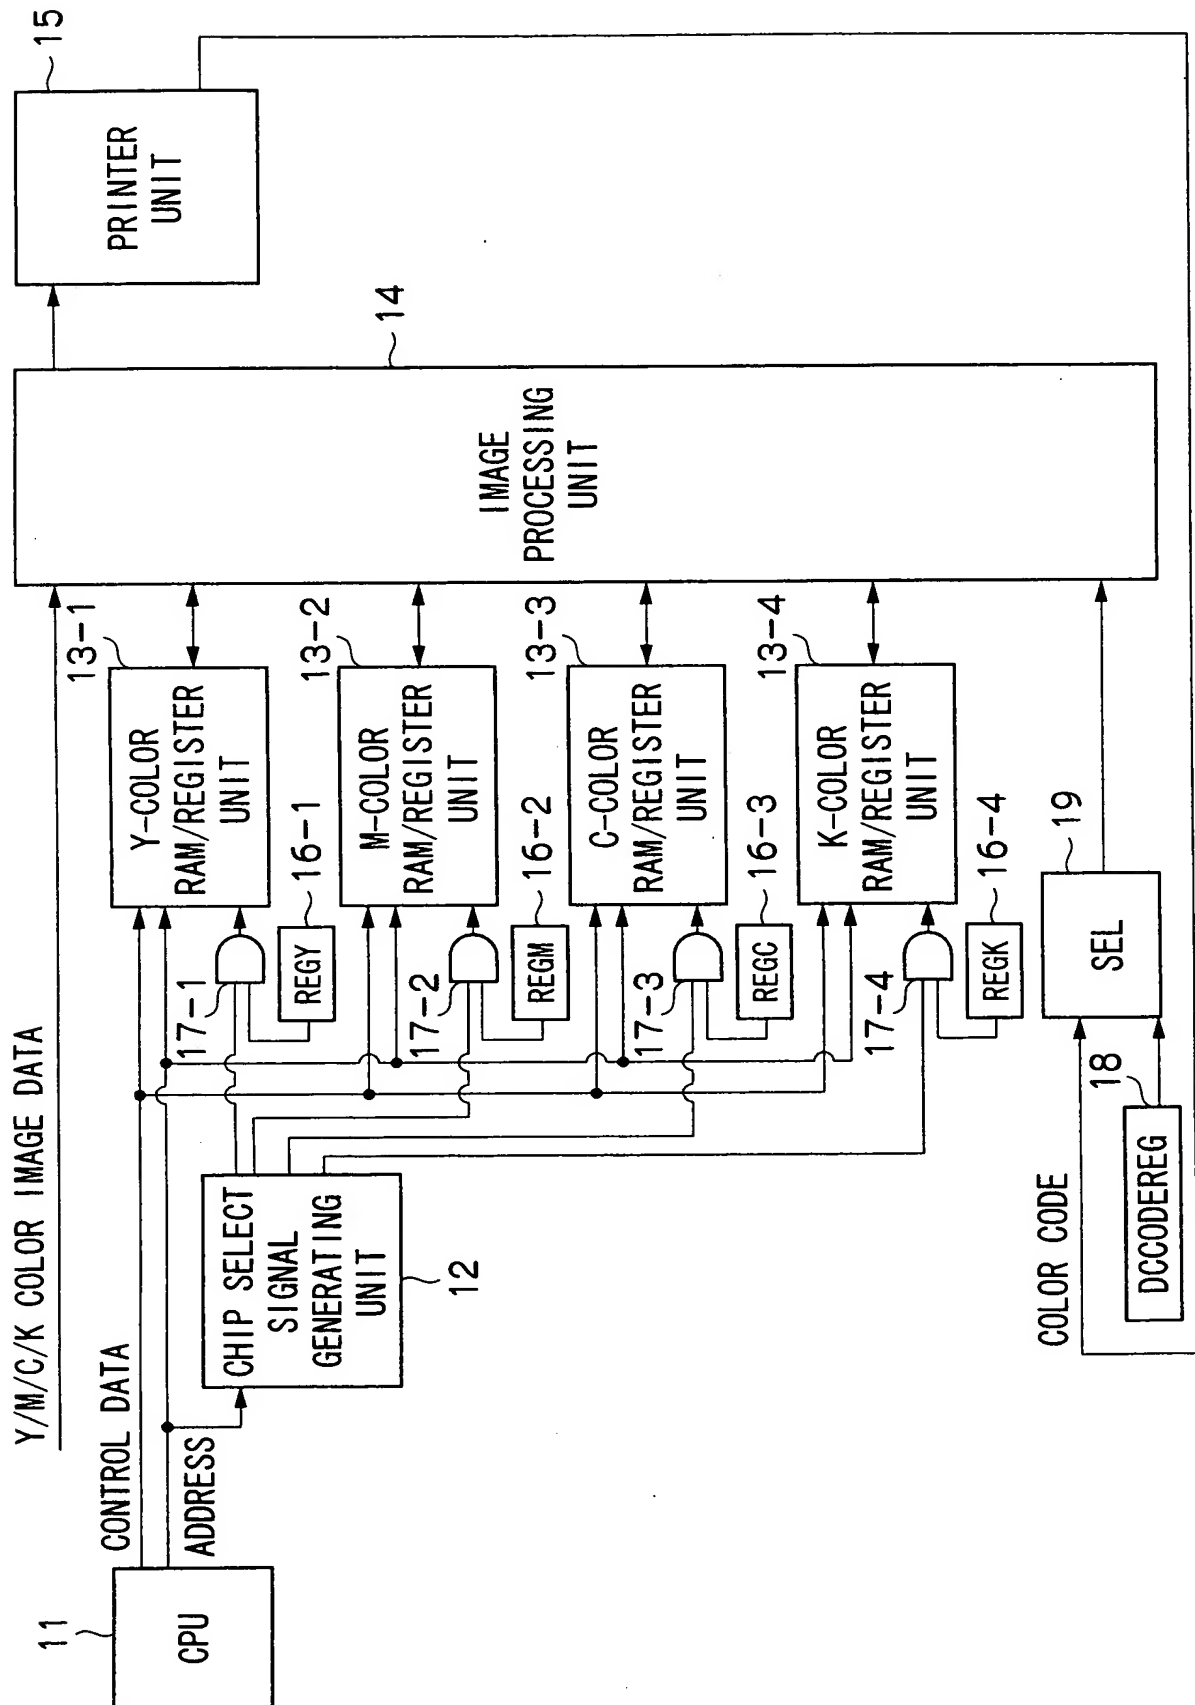 Y/M/C/K COLOR IMAGE DATA
11
CPU
CONTROL DATA
ADDRESS
CHIP SELECT
SIGNAL
GENERATING
UNIT
12
13-1
Y-COLOR
RAM/REGISTER
UNIT
17-1
REGY
16-1
13-2
M-COLOR
RAM/REGISTER
UNIT
17-2
REGM
16-2
13-3
C-COLOR
RAM/REGISTER
UNIT
17-3
REGC
16-3
13-4
K-COLOR
RAM/REGISTER
UNIT
17-4
REGK
16-4
COLOR CODE
18
DCCODEREG
19
SEL
14
IMAGE
PROCESSING
UNIT
15
PRINTER
UNIT